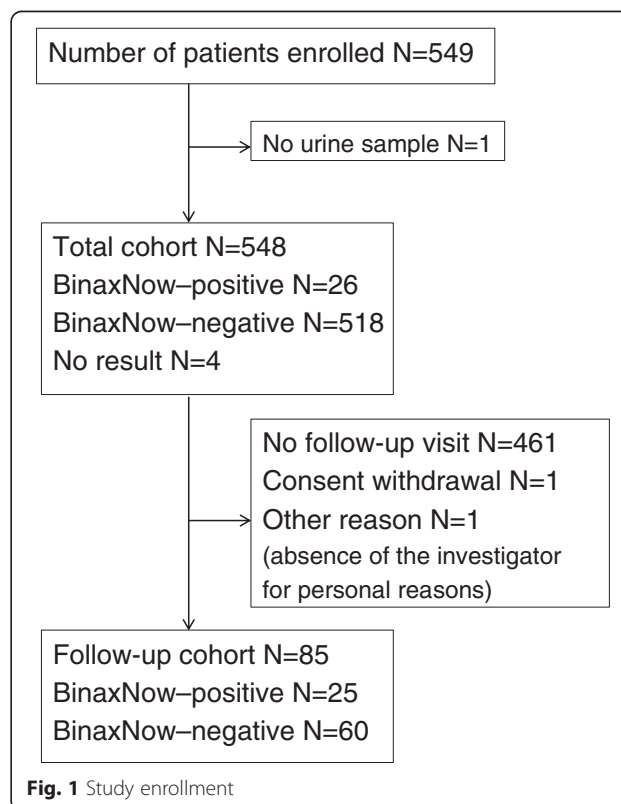 Number of patients enrolled N=549
No urine sample N=1
Total cohort N=548
BinaxNow–positive N=26
BinaxNow–negative N=518
No result N=4
No follow-up visit N=461
Consent withdrawal N=1
Other reason N=1
(absence of the investigator
for personal reasons)
Follow-up cohort N=85
BinaxNow–positive N=25
BinaxNow–negative N=60
Fig. 1 Study enrollment